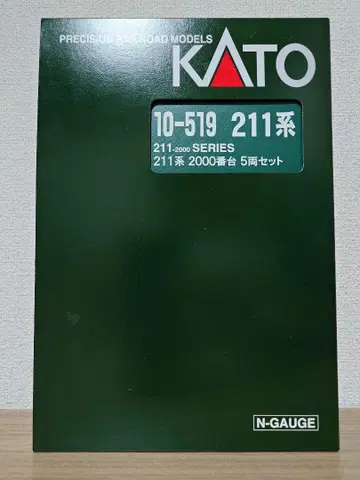 PRECISION RAILROAD MODELS
KATO
10-519 211系
211-2000 SERIES
211系 2000番台 5両セット
N-GAUGE